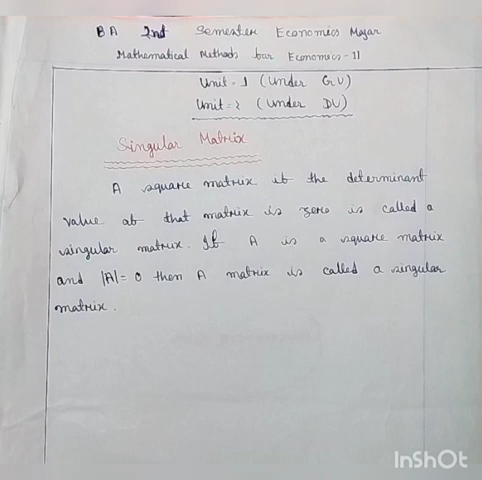 BA 2nd Semester Economics Major
Mathematical Methods for Economics-II
Unit-1 (Under GU)
Unit-2 (Under DU)
Singular Matrix
A square matrix if the determinant
value of that matrix is zero is called a
singular matrix. If A is a square matrix
and |A|=0 then A matrix is called a singular
matrix.
InShOt